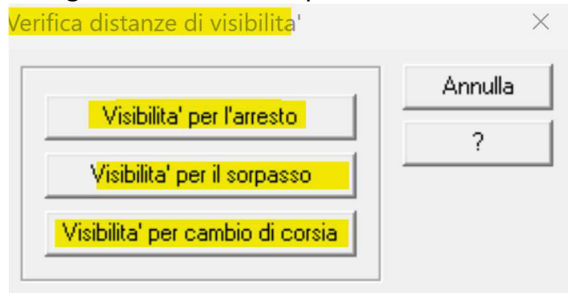 Verifica distanze di visibilita'
Annulla
Visibilita' per l'arresto
?
Visibilita' per il sorpasso
Visibilita' per cambio di corsia